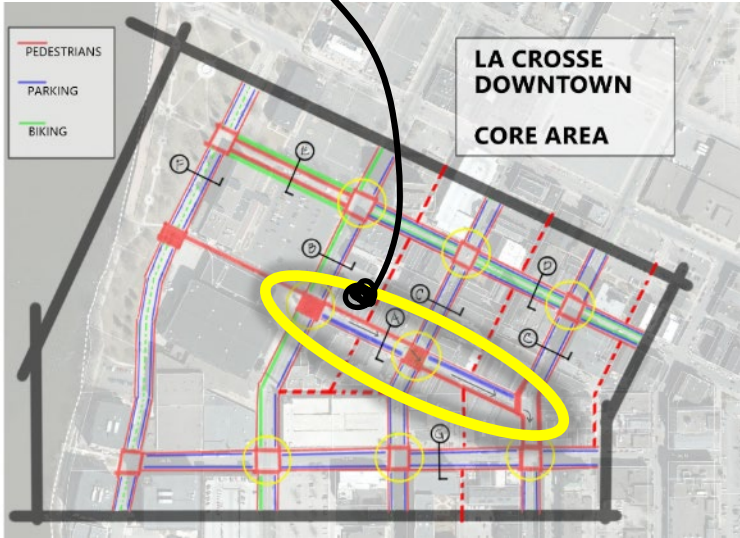 PEDESTRIANS
PARKING
BIKING
LA CROSSE
DOWNTOWN
CORE AREA
F
E
B
C
D
A
C
G